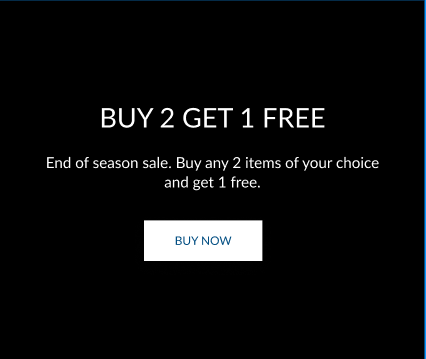 BUY 2 GET 1 FREE
End of season sale. Buy any 2 items of your choice
and get 1 free.
BUY NOW